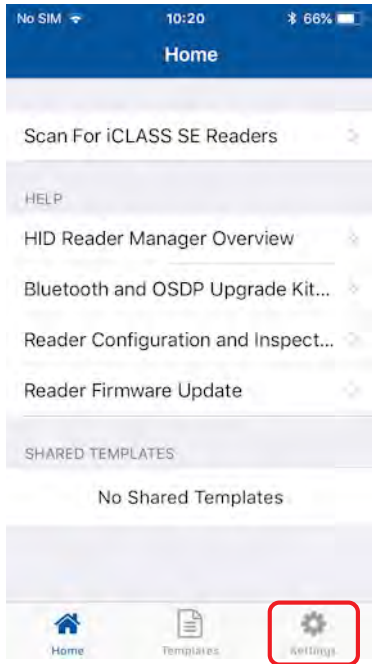 No SIM 10:20 66%
Home
Scan For iCLASS SE Readers
HELP
HID Reader Manager Overview
Bluetooth and OSDP Upgrade Kit...
Reader Configuration and Inspect...
Reader Firmware Update
SHARED TEMPLATES
No Shared Templates
Home Templates Settings